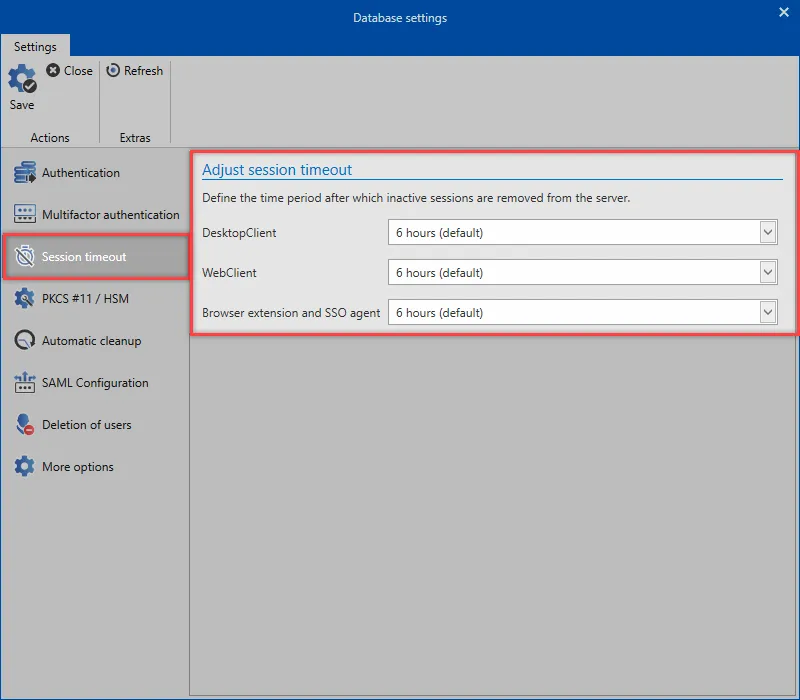 Database settings
Settings
Close
Refresh
Save
Actions
Extras
Authentication
Multifactor authentication
Session timeout
PKCS #11 / HSM
Automatic cleanup
SAML Configuration
Deletion of users
More options
Adjust session timeout
Define the time period after which inactive sessions are removed from the server.
DesktopClient 6 hours (default)
WebClient 6 hours (default)
Browser extension and SSO agent 6 hours (default)